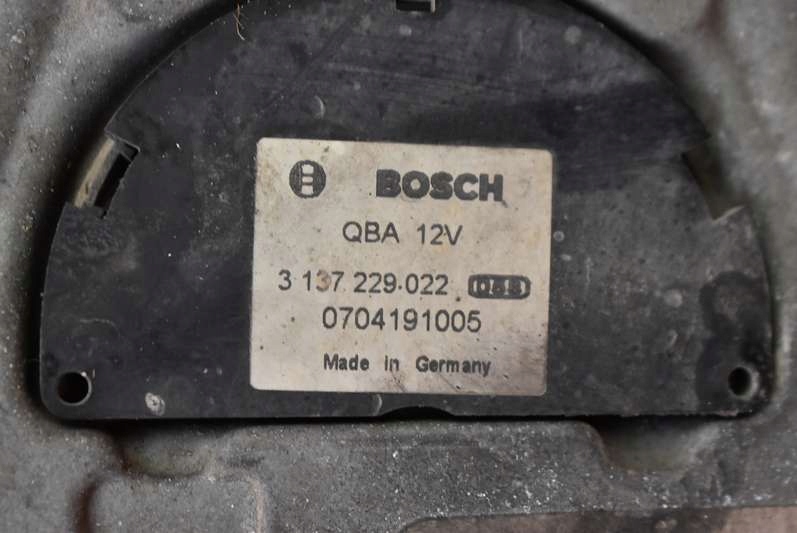 BOSCH
QBA 12V
3 137 229.022
0704191005
Made in Germany